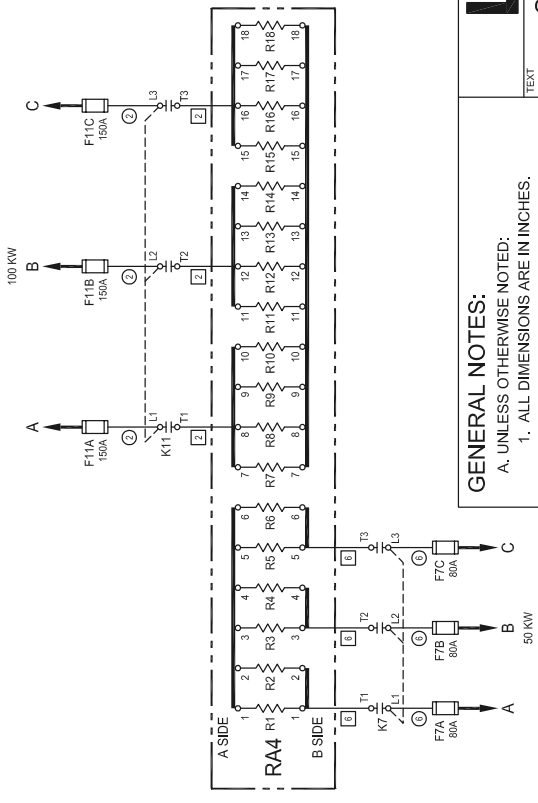 100 KW
A B C
F11A F11B F11C
150A 150A 150A
2 2 2
L1 L2 L3
K11
T1 T2 T3
2 2 2
A SIDE
1 2 3 4 5 6 7 8 9 10 11 12 13 14 15 16 17 18
RA4
R1 R2 R3 R4 R5 R6 R7 R8 R9 R10 R11 R12 R13 R14 R15 R16 R17 R18
B SIDE
1 2 3 4 5 6 7 8 9 10 11 12 13 14 15 16 17 18
6 6 6
T1 T2 T3
K7
L1 L2 L3
6 6 6
F7A F7B F7C
80A 80A 80A
A B C
50 KW
GENERAL NOTES:
A. UNLESS OTHERWISE NOTED:
1. ALL DIMENSIONS ARE IN INCHES.
TEXT